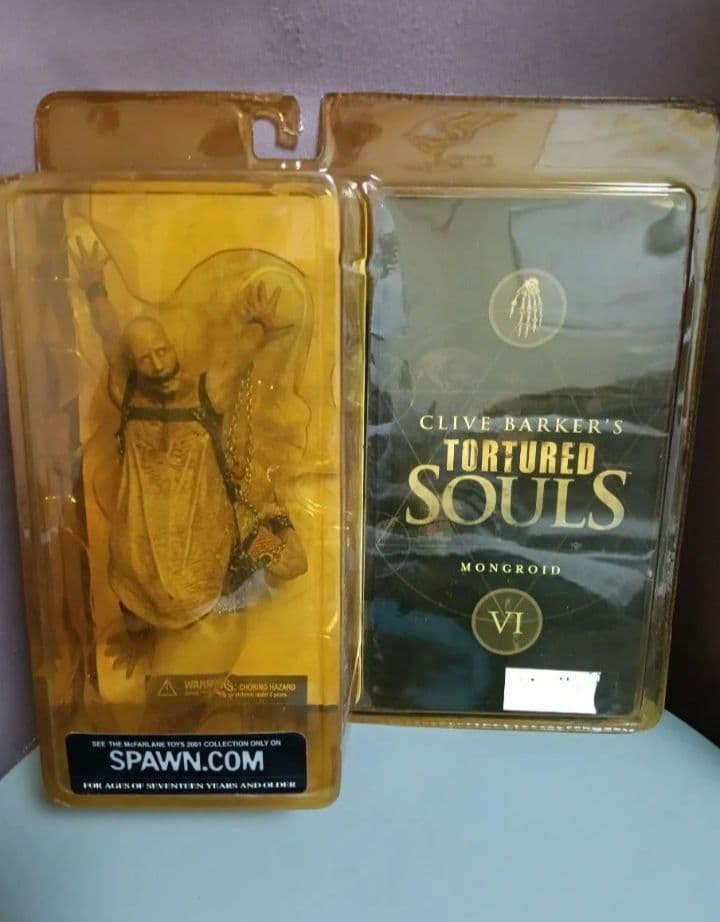 CLIVE BARKER'S
TORTURED
SOULS
MONGROID
VI
CHOKING HAZARD
SEE THE McFARLANE TOYS 2001 COLLECTION ONLY ON
SPAWN.COM
FOR AGES OF SEVENTEEN YEARS AND OLDER